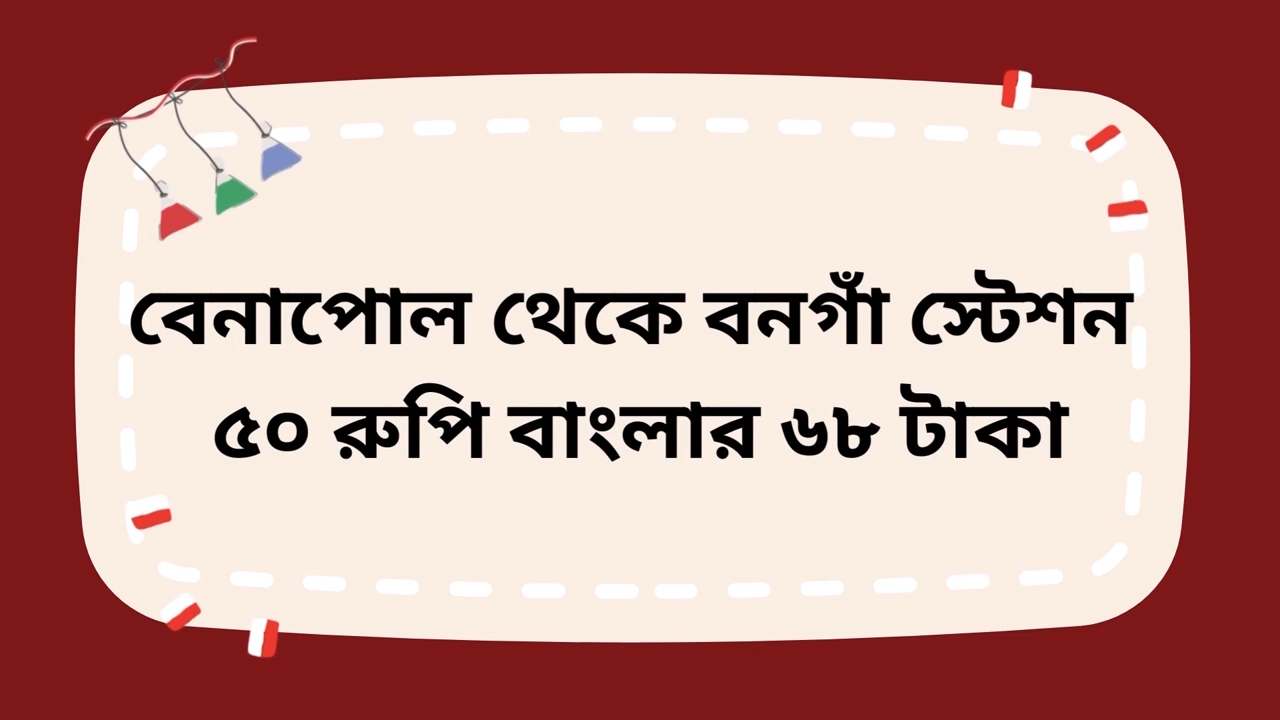 বেনাপোল থেকে বনগাঁ স্টেশন
৫০ রুপি বাংলার ৬৮ টাকা